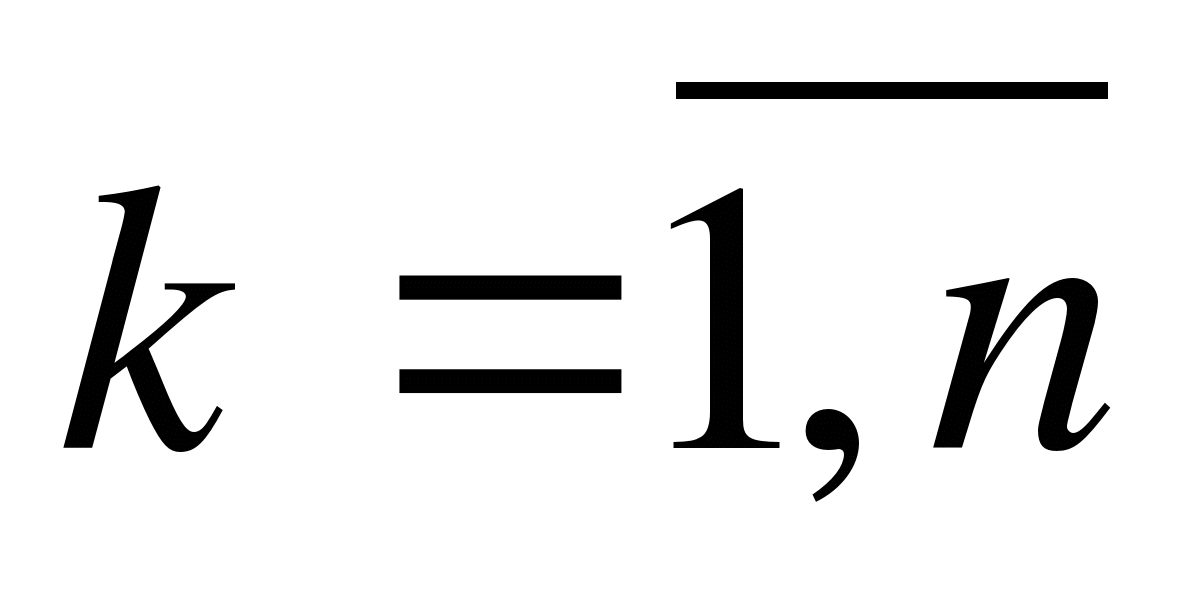 k = \overline{1, n}